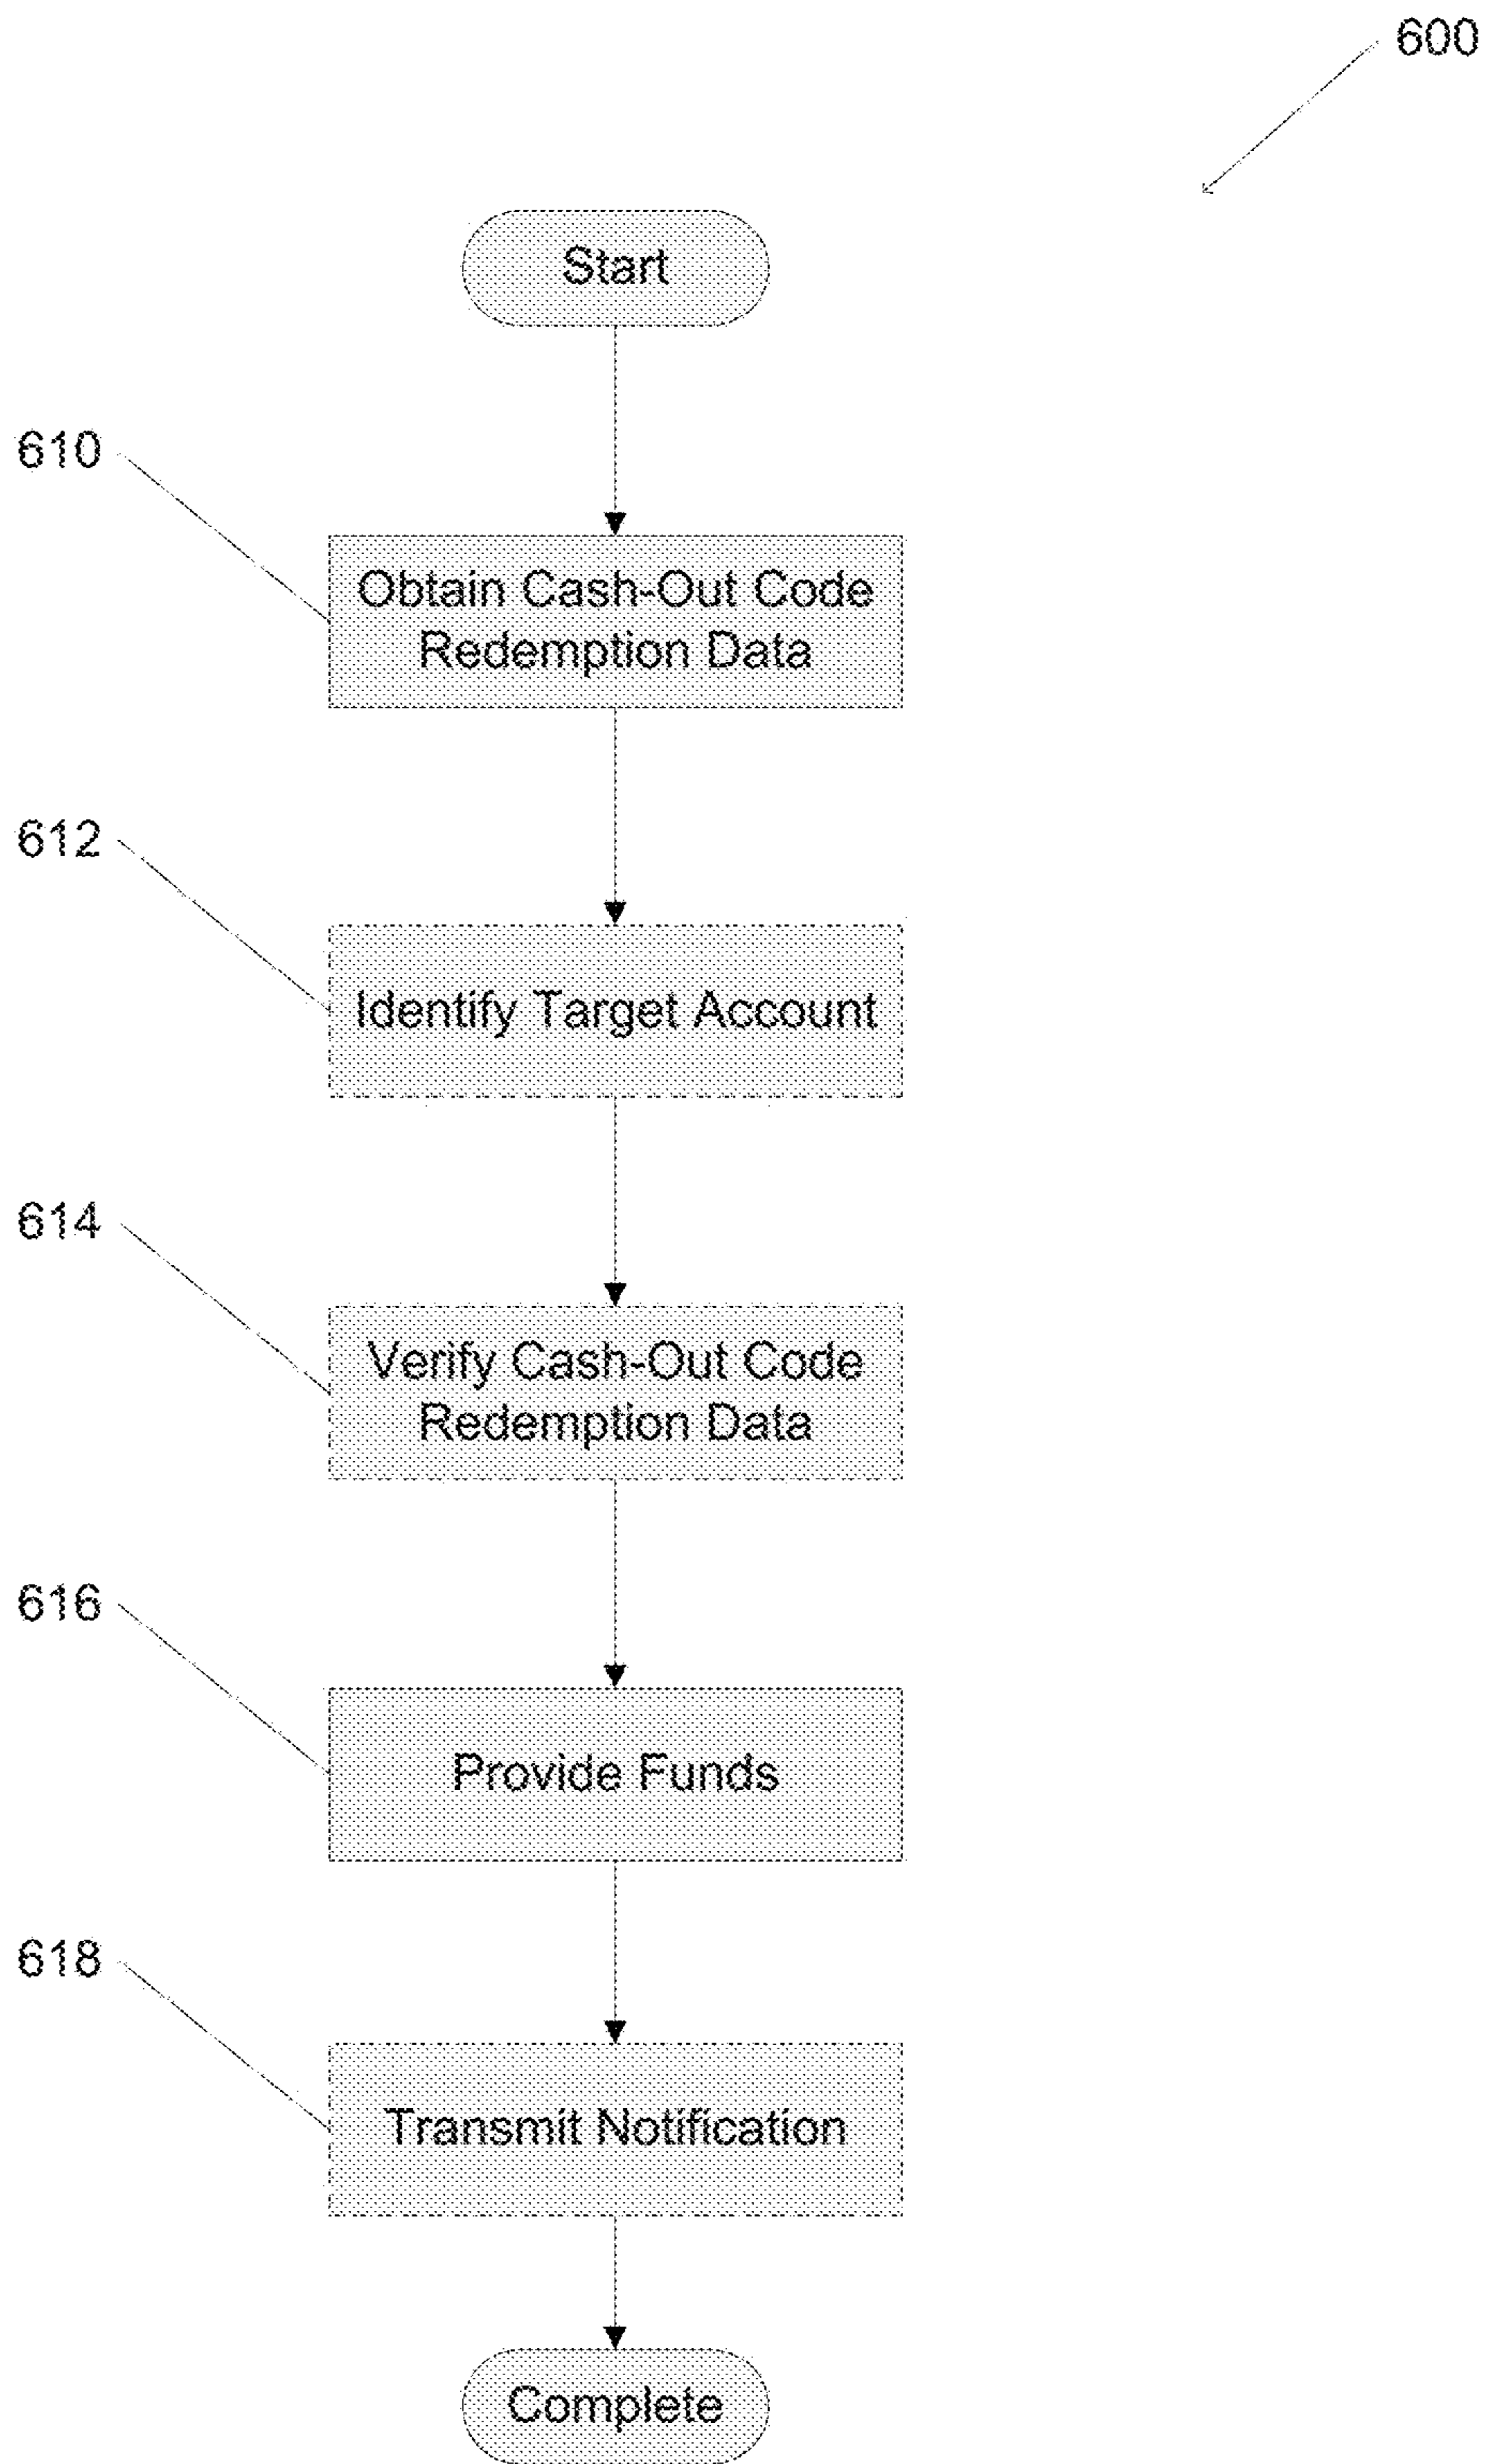 600
Start
610
Obtain Cash-Out Code
Redemption Data
612
Identify Target Account
614
Verify Cash-Out Code
Redemption Data
616
Provide Funds
618
Transmit Notification
Complete